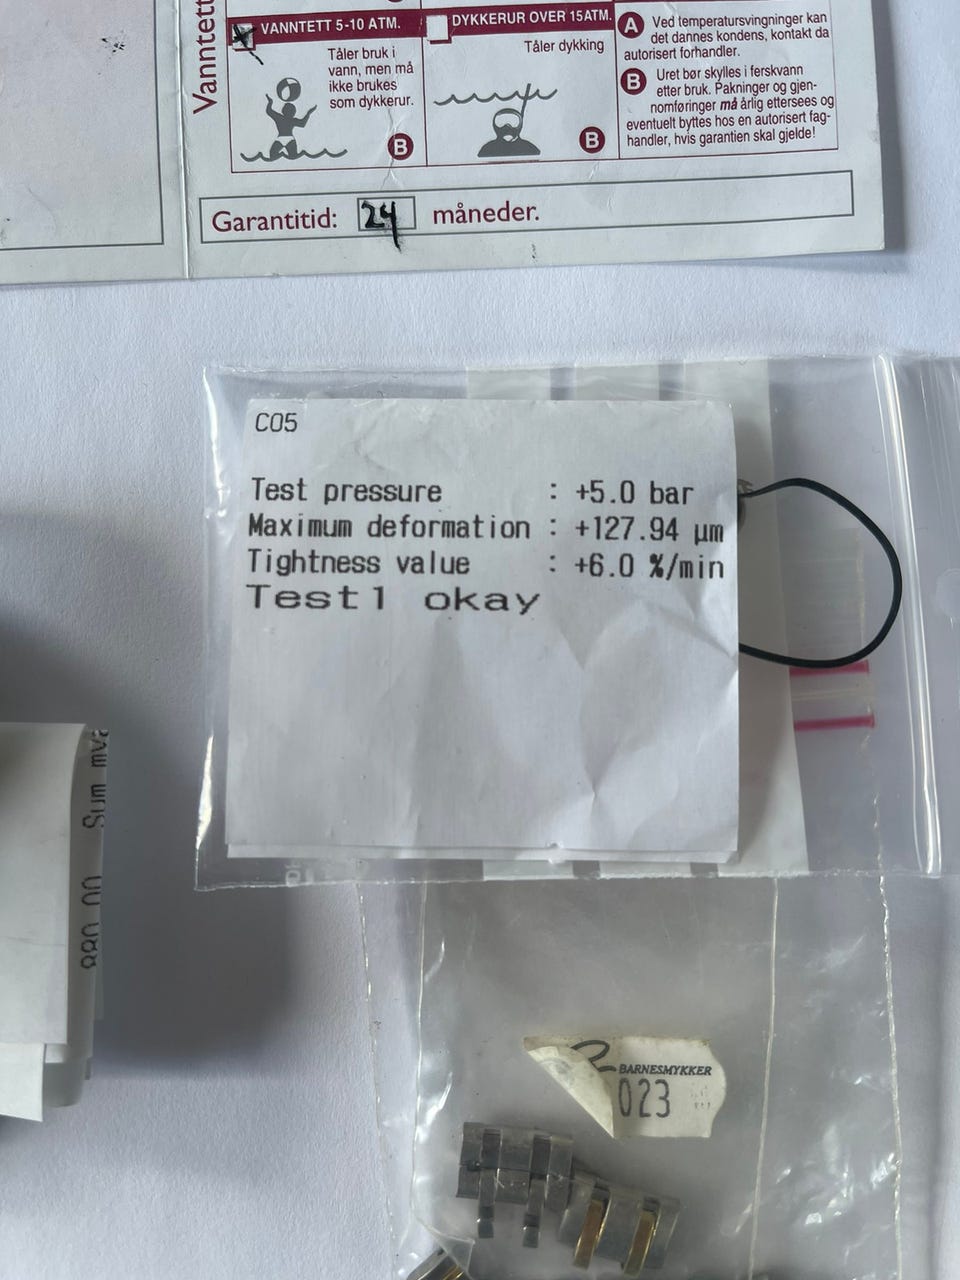 Vanntett
VANNTETT 5-10 ATM.
Tåler bruk i
vann, men må
ikke brukes
som dykkerur.
B
DYKKERUR OVER 15ATM.
Tåler dykking
B
A Ved temperatursvingninger kan
det dannes kondens, kontakt da
autorisert forhandler.
B Uret bør skylles i ferskvann
etter bruk. Pakninger og gjen-
nomføringer må årlig ettersees og
eventuelt byttes hos en autorisert fag-
handler, hvis garantien skal gjelde!
Garantitid: 24 måneder.
C05
Test pressure : +5.0 bar
Maximum deformation : +127.94 µm
Tightness value : +6.0 %/min
Test1 okay
880,00 Sum mva
BARNESMYKKER
023